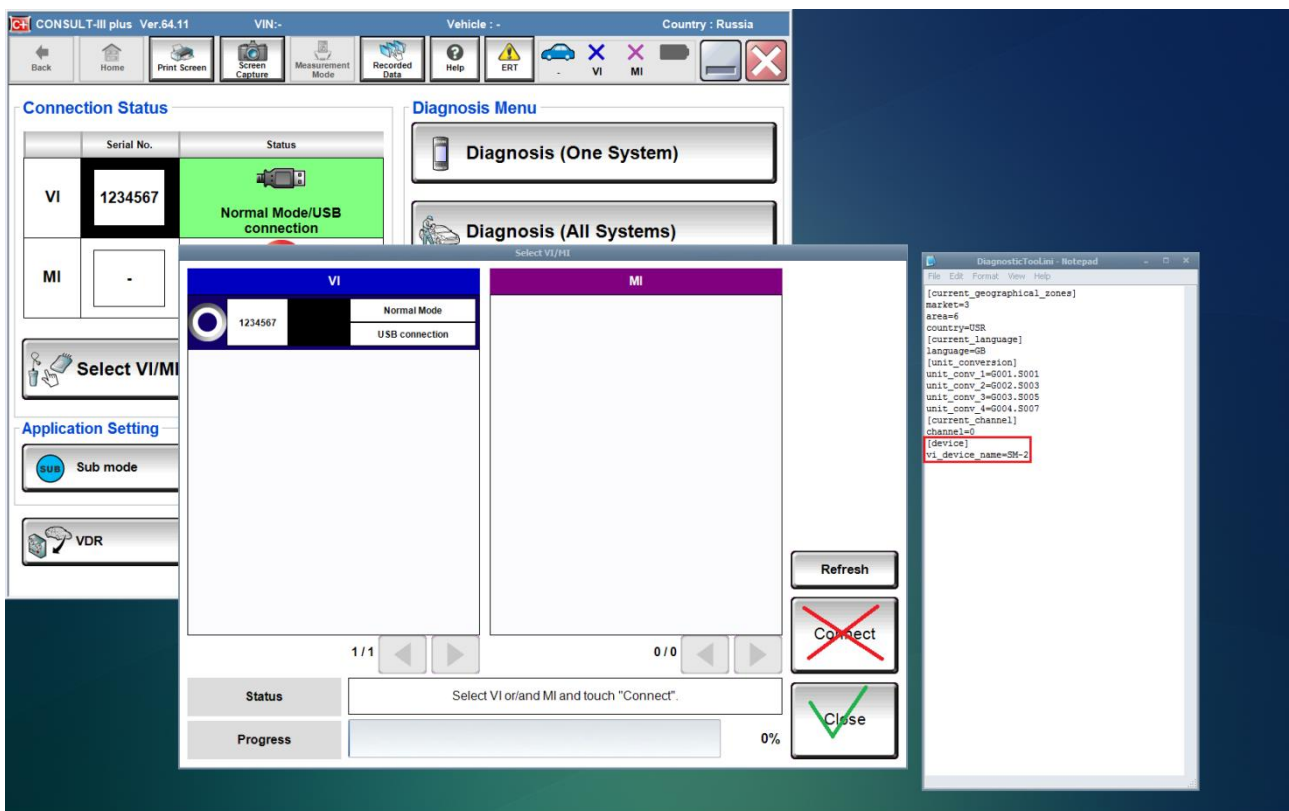 C+ CONSULT-III plus Ver.64.11 VIN:- Vehicle : - Country : Russia
Back Home Print Screen Screen Capture Measurement Mode Recorded Data Help ERT - VI MI
Connection Status
Serial No. Status
VI 1234567 Normal Mode/USB connection
MI -
Select VI/MI
Application Setting
SUB Sub mode
VDR
Diagnosis Menu
Diagnosis (One System)
Diagnosis (All Systems)
Select VI/MI
VI MI
1234567 Normal Mode
USB connection
Refresh
Connect
Close
1/1 0/0
Status Select VI or/and MI and touch "Connect".
Progress 0%
DiagnosticTool.ini - Notepad
File Edit Format View Help
[current_geographical_zones]
market=3
area=6
country=USR
[current_language]
language=GB
[unit_conversion]
unit_conv_1=G001.S001
unit_conv_2=G002.S003
unit_conv_3=G003.S005
unit_conv_4=G004.S007
[current_channel]
channel=0
[device]
vi_device_name=SM-2